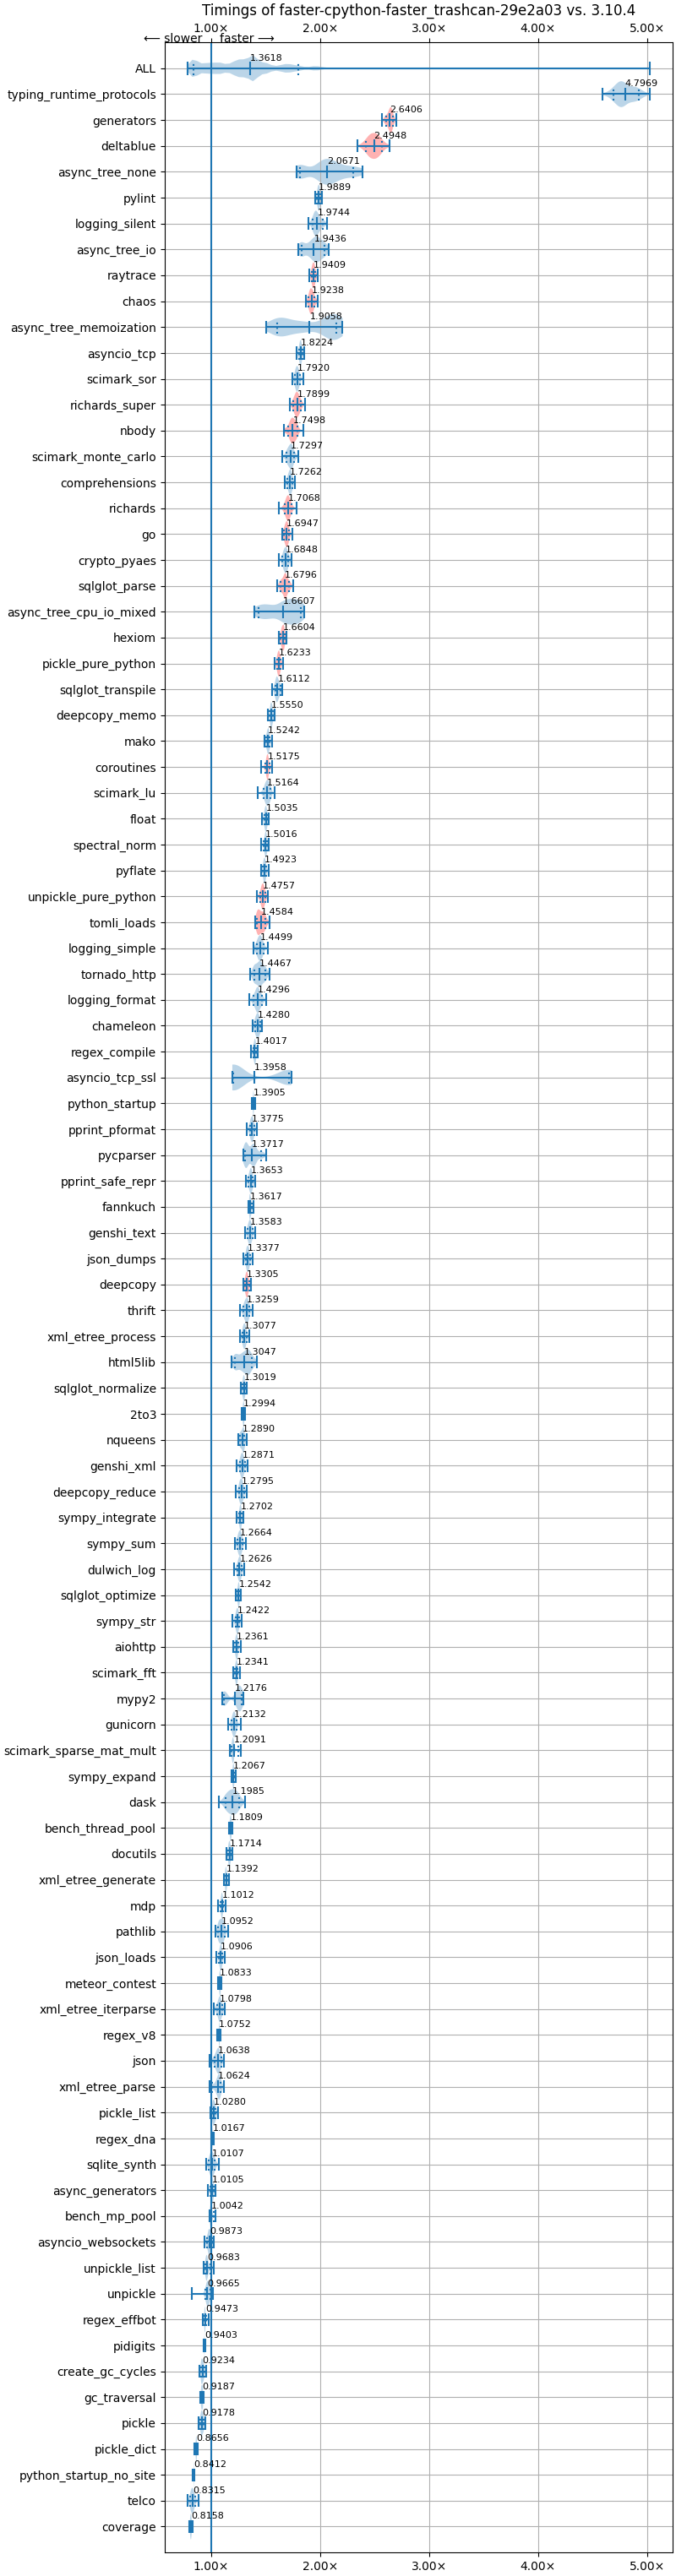 Timings of faster-cpython-faster_trashcan-29e2a03 vs. 3.10.4
⟵ slower faster ⟶
1.00× 2.00× 3.00× 4.00× 5.00×
ALL 1.3618
typing_runtime_protocols 4.7969
generators 2.6406
deltablue 2.4948
async_tree_none 2.0671
pylint 1.9889
logging_silent 1.9744
async_tree_io 1.9436
raytrace 1.9409
chaos 1.9238
async_tree_memoization 1.9058
asyncio_tcp 1.8224
scimark_sor 1.7920
richards_super 1.7899
nbody 1.7498
scimark_monte_carlo 1.7297
comprehensions 1.7262
richards 1.7068
go 1.6947
crypto_pyaes 1.6848
sqlglot_parse 1.6796
async_tree_cpu_io_mixed 1.6607
hexiom 1.6604
pickle_pure_python 1.6233
sqlglot_transpile 1.6112
deepcopy_memo 1.5550
mako 1.5242
coroutines 1.5175
scimark_lu 1.5164
float 1.5035
spectral_norm 1.5016
pyflate 1.4923
unpickle_pure_python 1.4757
tomli_loads 1.4584
logging_simple 1.4499
tornado_http 1.4467
logging_format 1.4296
chameleon 1.4280
regex_compile 1.4017
asyncio_tcp_ssl 1.3958
python_startup 1.3905
pprint_pformat 1.3775
pycparser 1.3717
pprint_safe_repr 1.3653
fannkuch 1.3617
genshi_text 1.3583
json_dumps 1.3377
deepcopy 1.3305
thrift 1.3259
xml_etree_process 1.3077
html5lib 1.3047
sqlglot_normalize 1.3019
2to3 1.2994
nqueens 1.2890
genshi_xml 1.2871
deepcopy_reduce 1.2795
sympy_integrate 1.2702
sympy_sum 1.2664
dulwich_log 1.2626
sqlglot_optimize 1.2542
sympy_str 1.2422
aiohttp 1.2361
scimark_fft 1.2341
mypy2 1.2176
gunicorn 1.2132
scimark_sparse_mat_mult 1.2091
sympy_expand 1.2067
dask 1.1985
bench_thread_pool 1.1809
docutils 1.1714
xml_etree_generate 1.1392
mdp 1.1012
pathlib 1.0952
json_loads 1.0906
meteor_contest 1.0833
xml_etree_iterparse 1.0798
regex_v8 1.0752
json 1.0638
xml_etree_parse 1.0624
pickle_list 1.0280
regex_dna 1.0167
sqlite_synth 1.0107
async_generators 1.0105
bench_mp_pool 1.0042
asyncio_websockets 0.9873
unpickle_list 0.9683
unpickle 0.9665
regex_effbot 0.9473
pidigits 0.9403
create_gc_cycles 0.9234
gc_traversal 0.9187
pickle 0.9178
pickle_dict 0.8656
python_startup_no_site 0.8412
telco 0.8315
coverage 0.8158
1.00× 2.00× 3.00× 4.00× 5.00×